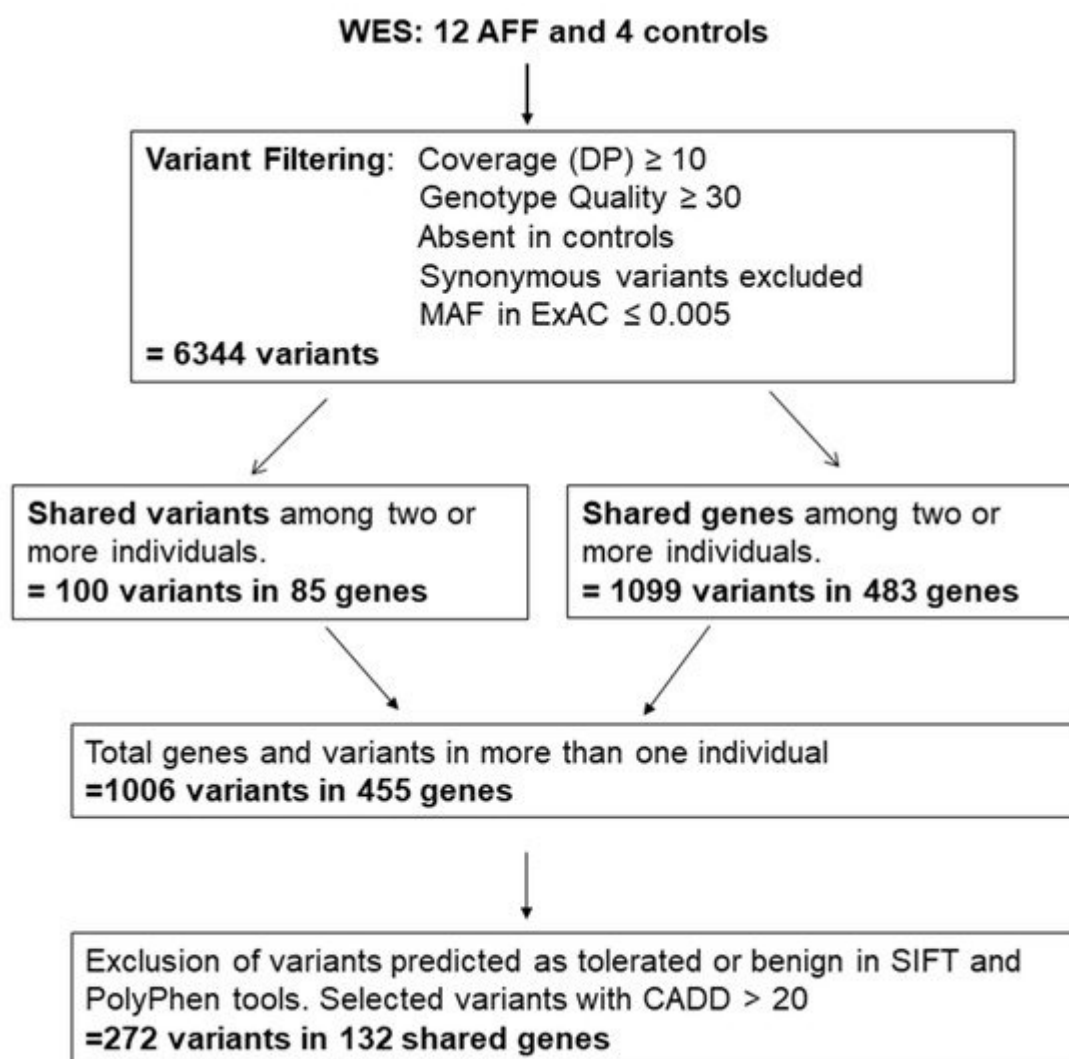 WES: 12 AFF and 4 controls
Variant Filtering: Coverage (DP) ≥ 10
Genotype Quality ≥ 30
Absent in controls
Synonymous variants excluded
MAF in ExAC ≤ 0.005
= 6344 variants
Shared variants among two or
more individuals.
= 100 variants in 85 genes
Shared genes among two or
more individuals.
= 1099 variants in 483 genes
Total genes and variants in more than one individual
=1006 variants in 455 genes
Exclusion of variants predicted as tolerated or benign in SIFT and
PolyPhen tools. Selected variants with CADD > 20
=272 variants in 132 shared genes